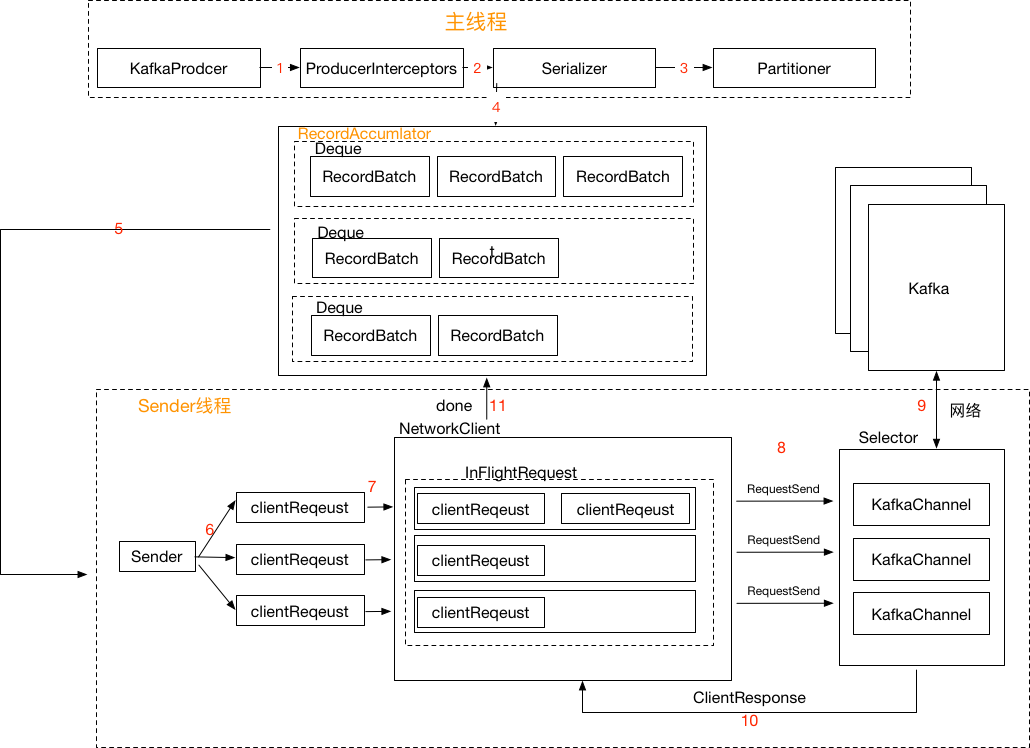 主线程
KafkaProdcer
1
ProducerInterceptors
2
Serializer
3
Partitioner
4
RecordAccumlator
Deque
RecordBatch
RecordBatch
RecordBatch
5
Deque
RecordBatch
t
RecordBatch
Deque
RecordBatch
RecordBatch
Kafka
Sender线程
done
11
9
网络
NetworkClient
Selector
8
InFlightRequest
7
clientReqeust
clientReqeust
clientReqeust
RequestSend
KafkaChannel
6
Sender
clientReqeust
clientReqeust
RequestSend
KafkaChannel
clientReqeust
clientReqeust
RequestSend
KafkaChannel
ClientResponse
10